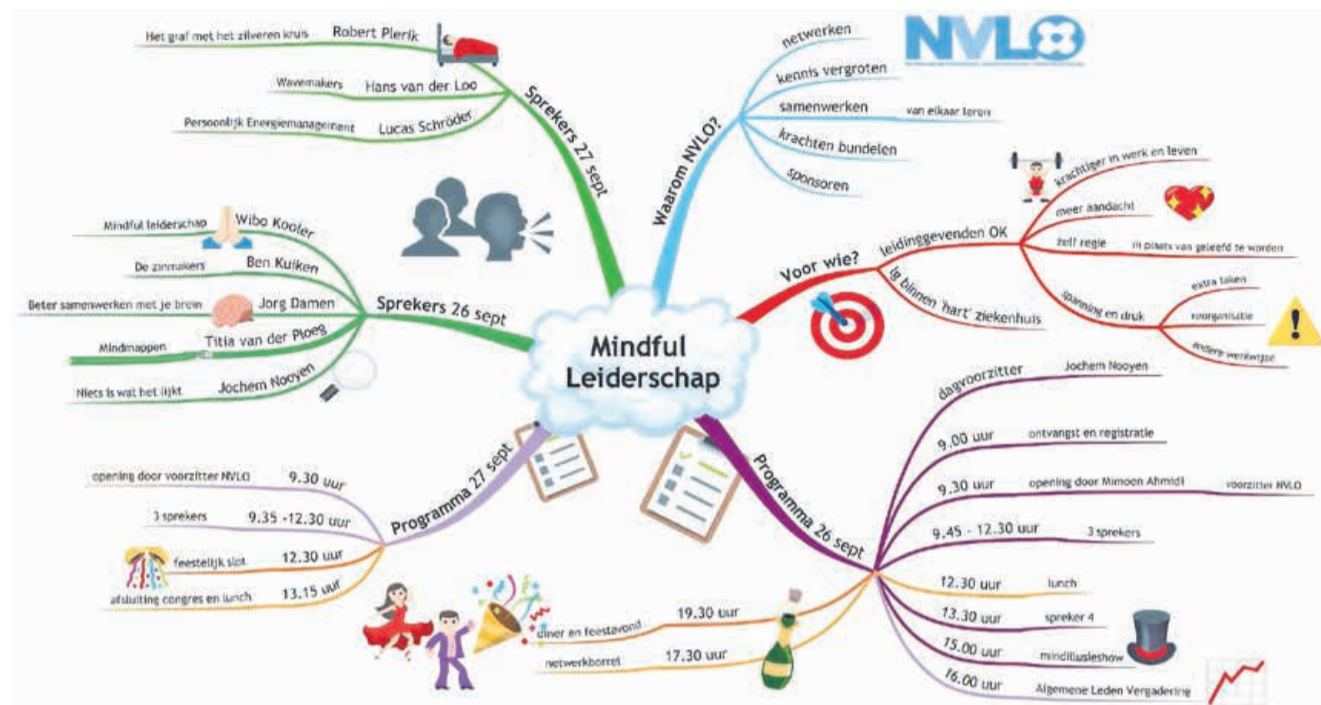 Mindful
Leiderschap
Waarom NVLO?
netwerken
kennis vergroten
samenwerken
van elkaar leren
krachten bundelen
sponsoren
NVLO
Voor wie?
leidinggevenden OK
krachtiger in werk en leven
meer aandacht
zelf regie
in plaats van geleefd te worden
spanning en druk
extra taken
reorganisatie
andere werkwijze
lg binnen 'hart' ziekenhuis
Programma 26 sept
dagvoorzitter
Jochem Nooyen
9.00 uur
ontvangst en registratie
9.30 uur
opening door Mimoen Ahmidi
voorzitter NVLO
9.45 - 12.30 uur
3 sprekers
12.30 uur
lunch
13.30 uur
spreker 4
15.00 uur
mindillusieshow
16.00 uur
Algemene Leden Vergadering
17.30 uur
netwerkborrel
19.30 uur
diner en feestavond
Programma 27 sept
9.30 uur
opening door voorzitter NVLO
9.35 -12.30 uur
3 sprekers
12.30 uur
feestelijk slot
13.15 uur
afsluiting congres en lunch
Sprekers 26 sept
Wibo Kooler
Mindful leiderschap
Ben Kuiken
De zinmakers
Jorg Damen
Beter samenwerken met je brein
Titia van der Ploeg
Mindmappen
Jochem Nooyen
Niets is wat het lijkt
Sprekers 27 sept
Robert Plerik
Het graf met het zilveren kruis
Hans van der Loo
Wavemakers
Lucas Schröder
Persoonlijk Energiemanagement